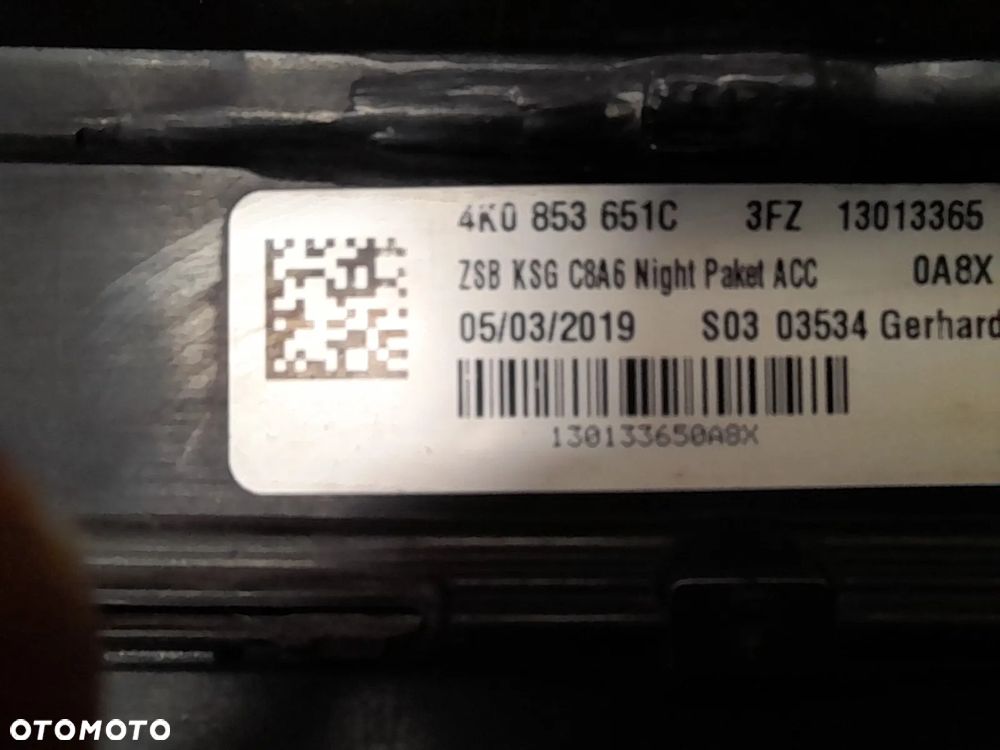 4K0 853 651C 3FZ 13013365
ZSB KSG C8A6 Night Paket ACC 0A8X
05/03/2019 S03 03534 Gerhard
130133650A8X
OTOMOTO